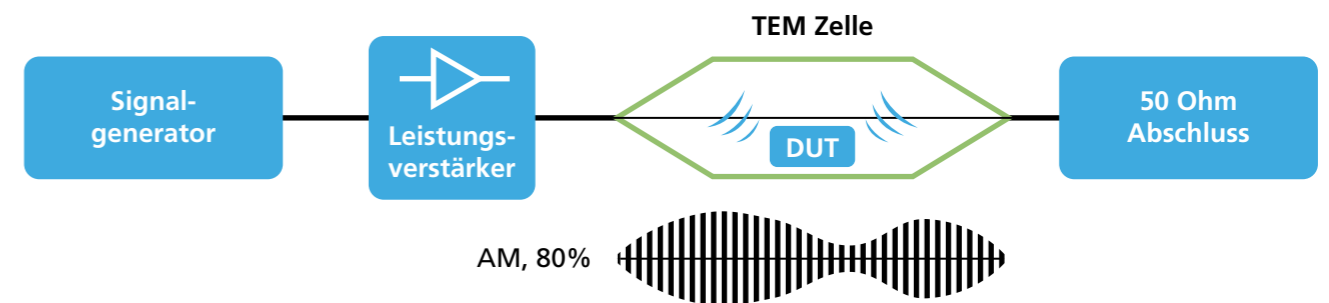 TEM Zelle
Signal-
generator
Leistungs-
verstärker
DUT
50 Ohm
Abschluss
AM, 80%